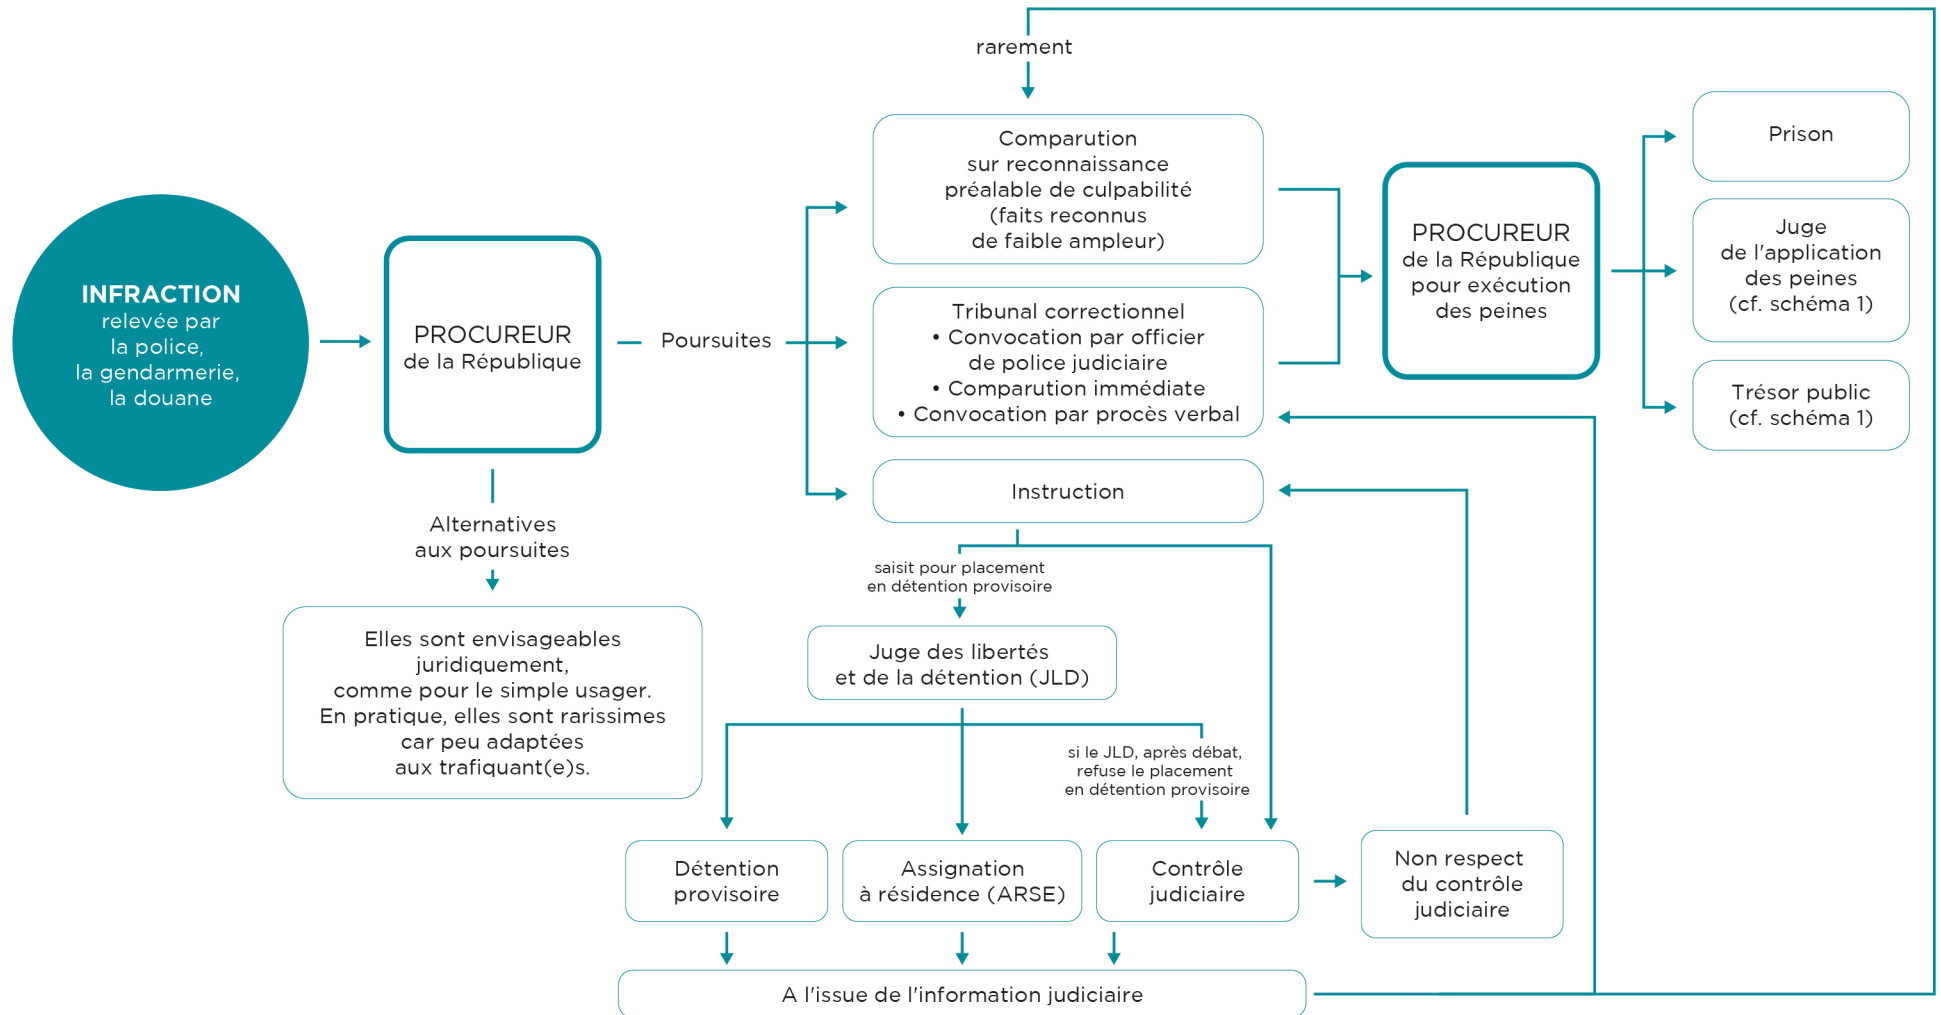 rarement
Comparution
sur reconnaissance
préalable de culpabilité
(faits reconnus
de faible ampleur)
Prison
INFRACTION
relevée par
la police,
la gendarmerie,
la douane
PROCUREUR
de la République
Poursuites
Tribunal correctionnel
• Convocation par officier
de police judiciaire
• Comparution immédiate
• Convocation par procès verbal
PROCUREUR
de la République
pour exécution
des peines
Juge
de l'application
des peines
(cf. schéma 1)
Trésor public
(cf. schéma 1)
Instruction
Alternatives
aux poursuites
Elles sont envisageables
juridiquement,
comme pour le simple usager.
En pratique, elles sont rarissimes
car peu adaptées
aux trafiquant(e)s.
saisit pour placement
en détention provisoire
Juge des libertés
et de la détention (JLD)
si le JLD, après débat,
refuse le placement
en détention provisoire
Détention
provisoire
Assignation
à résidence (ARSE)
Contrôle
judiciaire
Non respect
du contrôle
judiciaire
A l'issue de l'information judiciaire